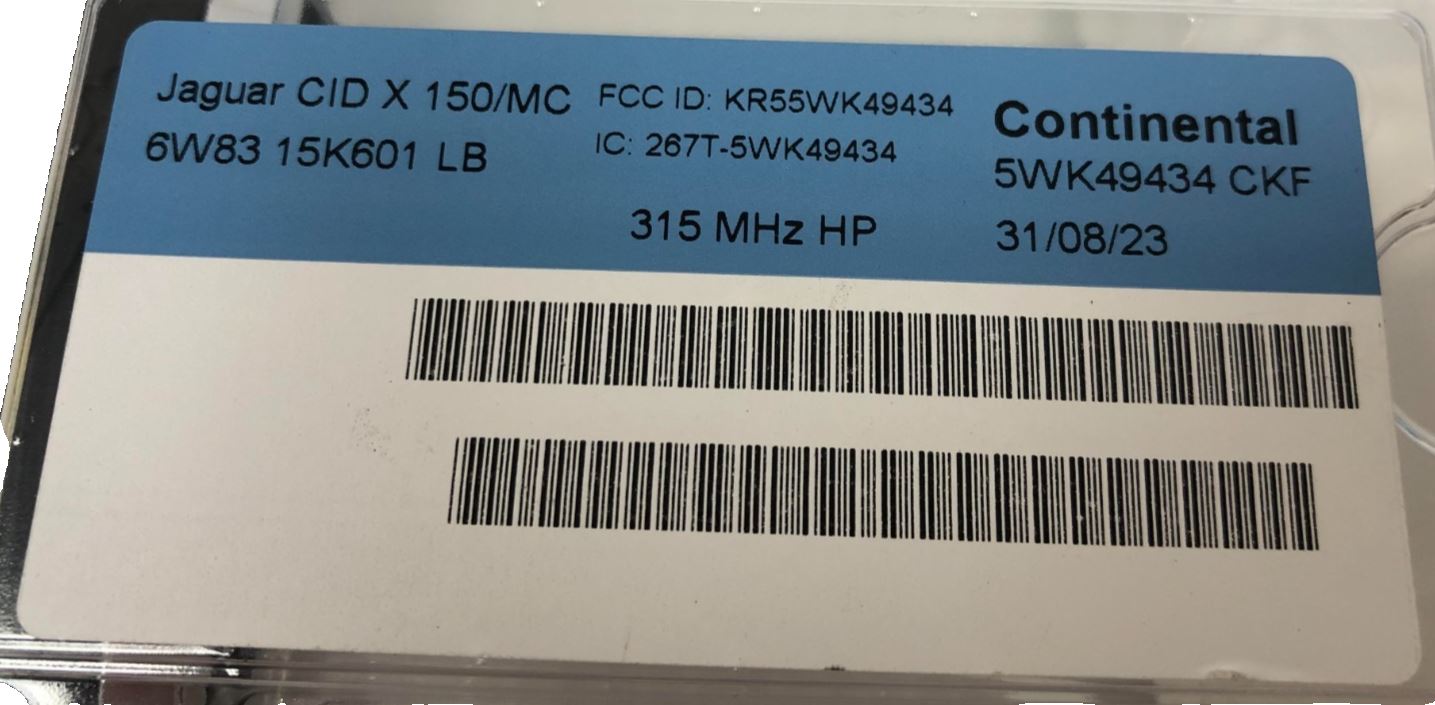 Jaguar CID X 150/MC
6W83 15K601 LB
FCC ID: KR55WK49434
IC: 267T-5WK49434
315 MHz HP
Continental
5WK49434 CKF
31/08/23